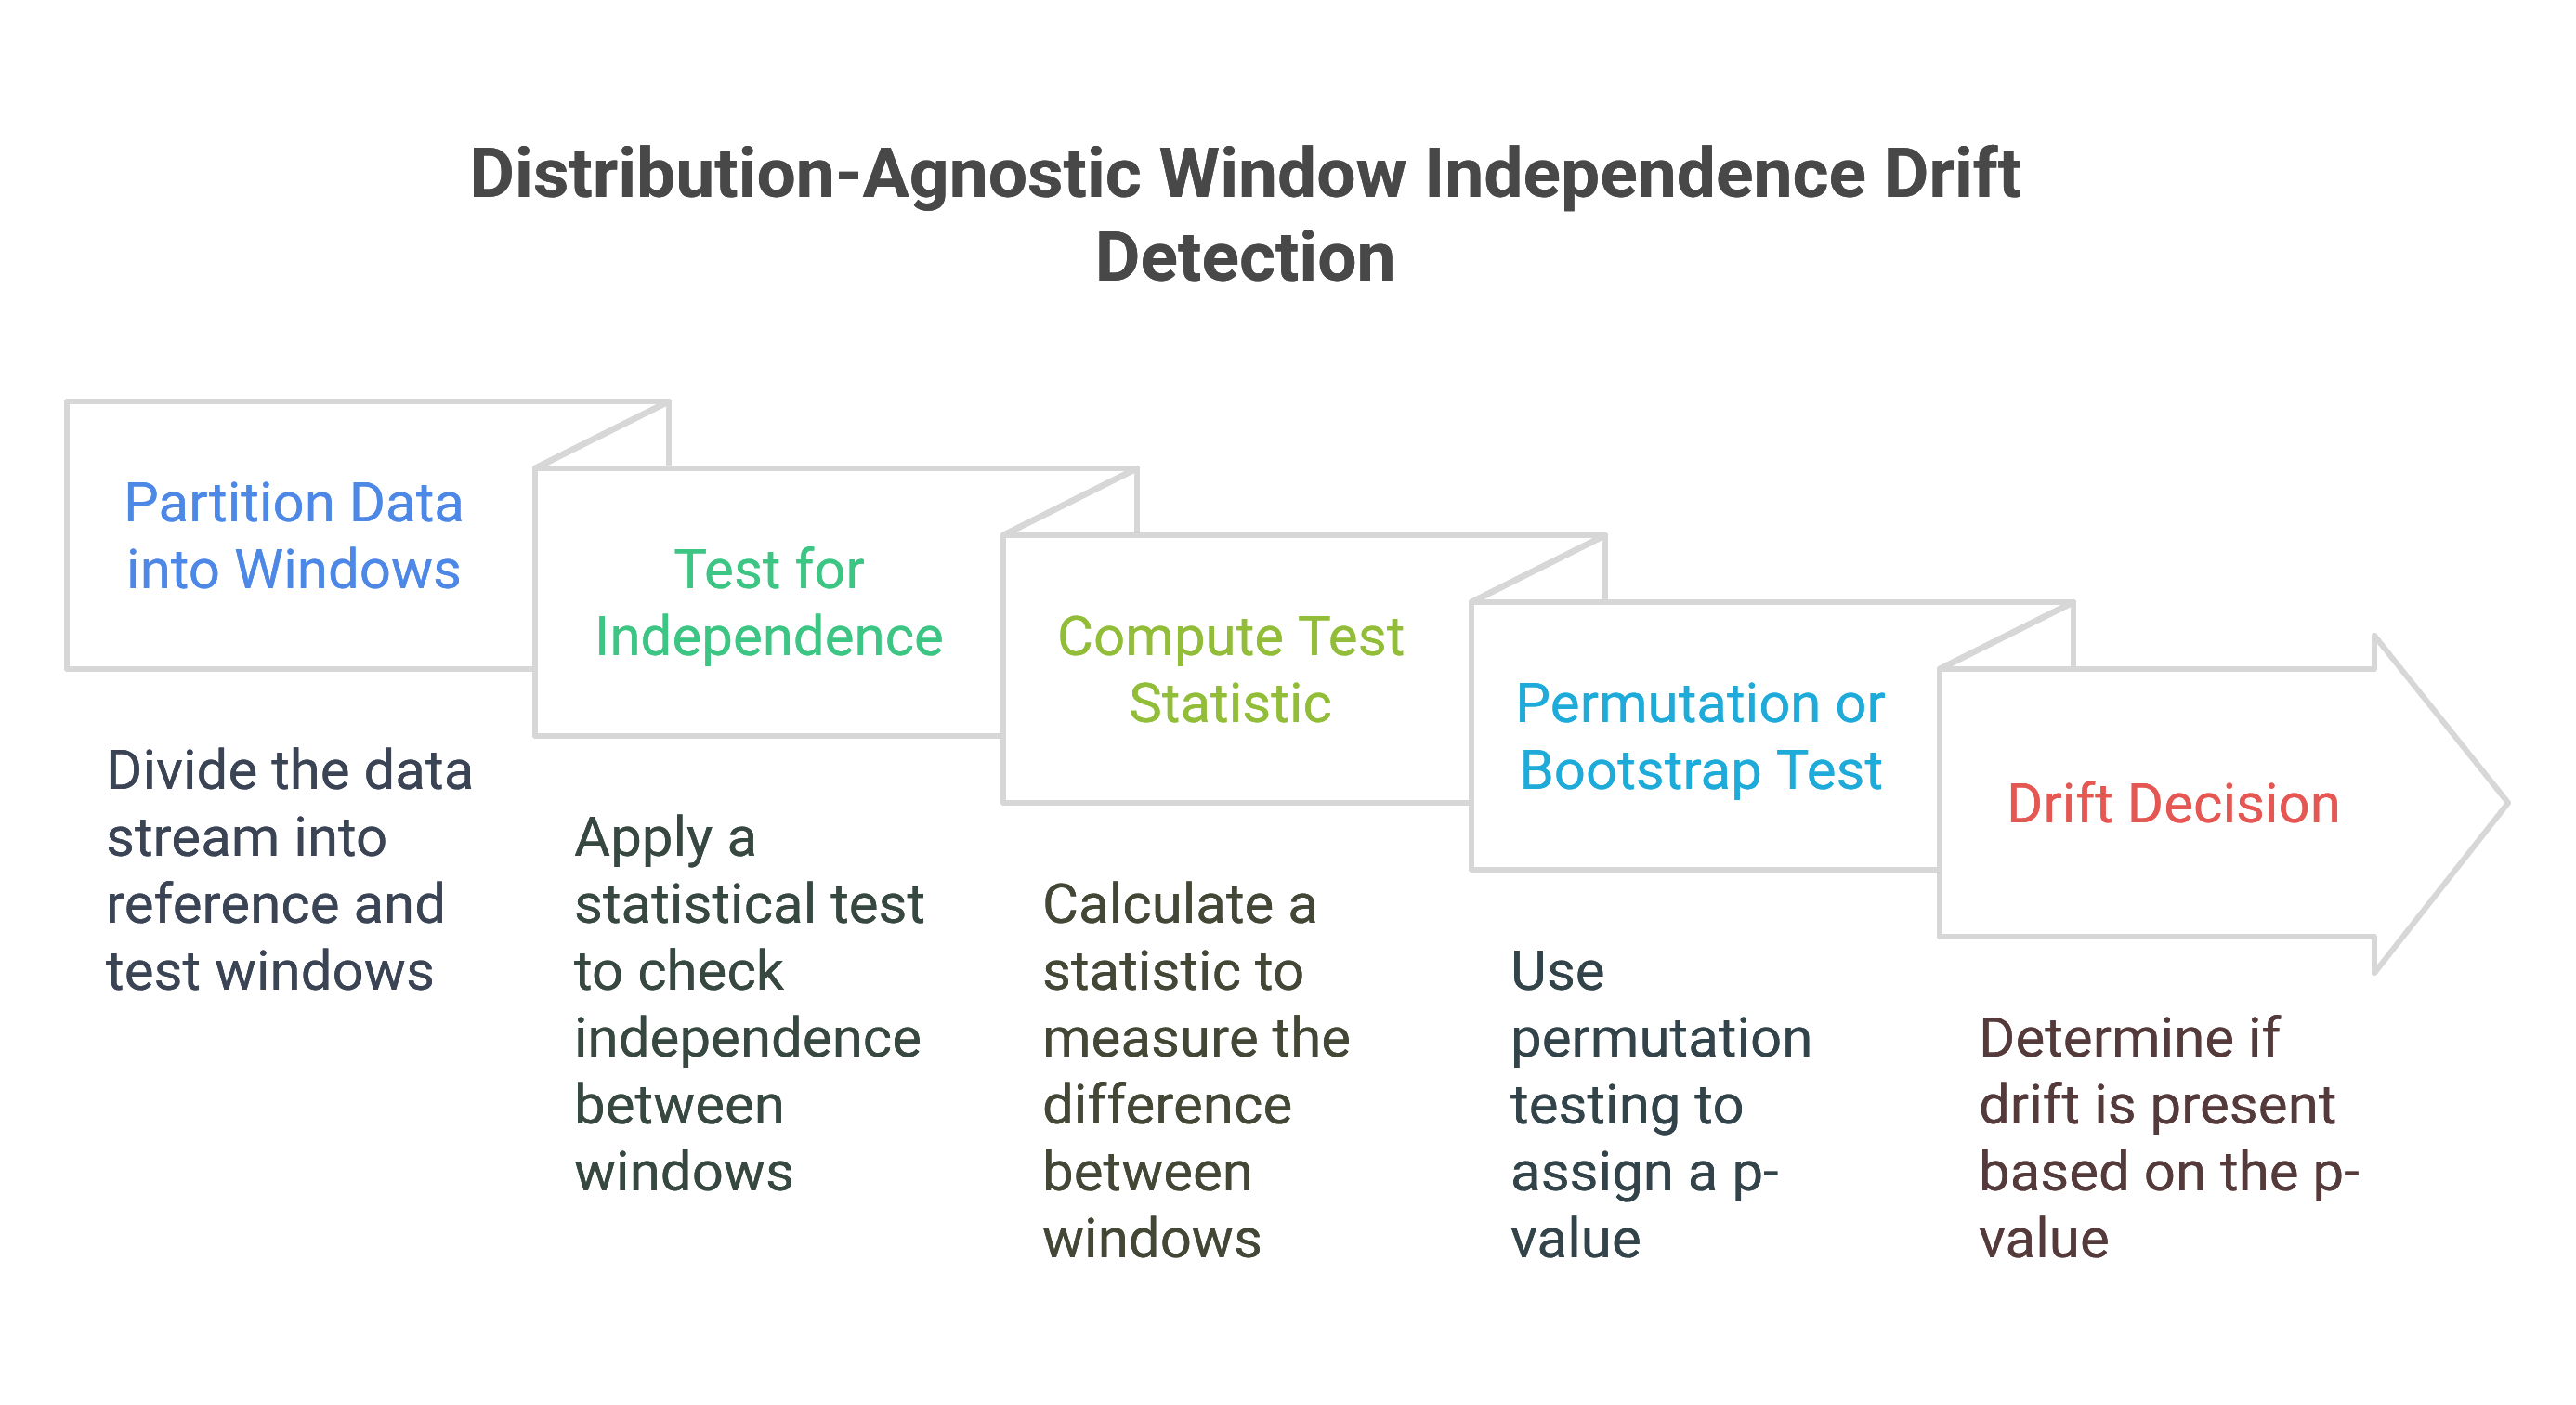 Distribution-Agnostic Window Independence Drift
Detection
Partition Data
into Windows
Divide the data
stream into
reference and
test windows
Test for
Independence
Apply a
statistical test
to check
independence
between
windows
Compute Test
Statistic
Calculate a
statistic to
measure the
difference
between
windows
Permutation or
Bootstrap Test
Use
permutation
testing to
assign a p-
value
Drift Decision
Determine if
drift is present
based on the p-
value